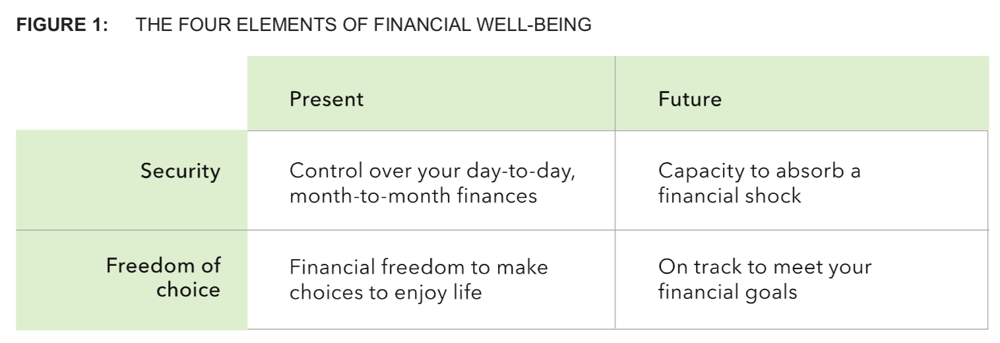 FIGURE 1: THE FOUR ELEMENTS OF FINANCIAL WELL-BEING
Present
Future
Security
Control over your day-to-day,
month-to-month finances
Capacity to absorb a
financial shock
Freedom of
choice
Financial freedom to make
choices to enjoy life
On track to meet your
financial goals